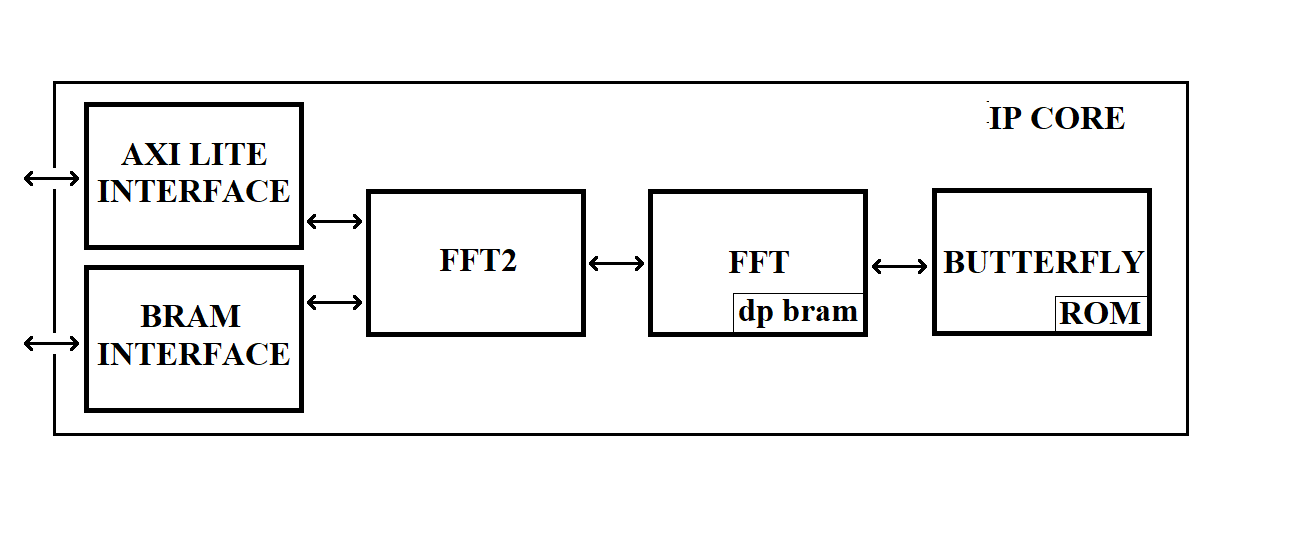 IP CORE
AXI LITE
INTERFACE
BRAM
INTERFACE
FFT2
FFT
dp bram
BUTTERFLY
ROM